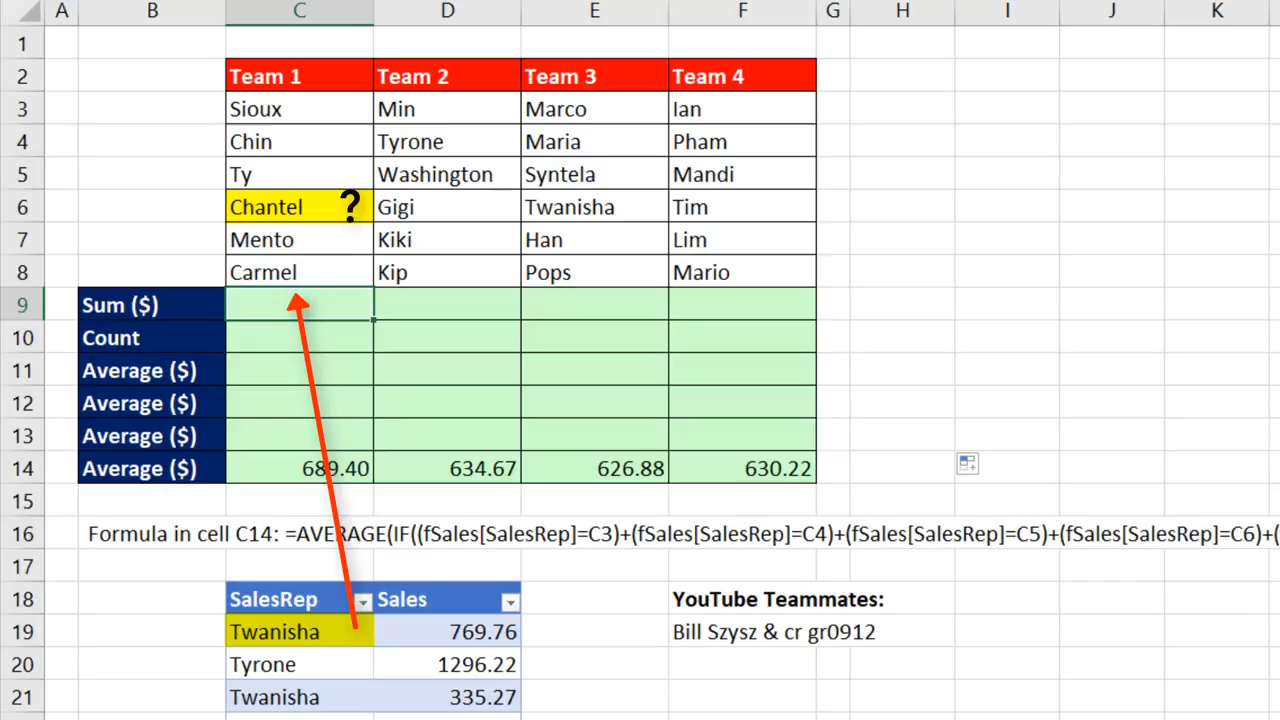 A B C D E F G H I J K
1
2 Team 1 Team 2 Team 3 Team 4
3 Sioux Min Marco Ian
4 Chin Tyrone Maria Pham
5 Ty Washington Syntela Mandi
6 Chantel ? Gigi Twanisha Tim
7 Mento Kiki Han Lim
8 Carmel Kip Pops Mario
9 Sum ($)
10 Count
11 Average ($)
12 Average ($)
13 Average ($)
14 Average ($) 689.40 634.67 626.88 630.22
15
16 Formula in cell C14: =AVERAGE(IF((fSales[SalesRep]=C3)+(fSales[SalesRep]=C4)+(fSales[SalesRep]=C5)+(fSales[SalesRep]=C6)+(
17
18 SalesRep Sales YouTube Teammates:
19 Twanisha 769.76 Bill Szysz & cr gr0912
20 Tyrone 1296.22
21 Twanisha 335.27